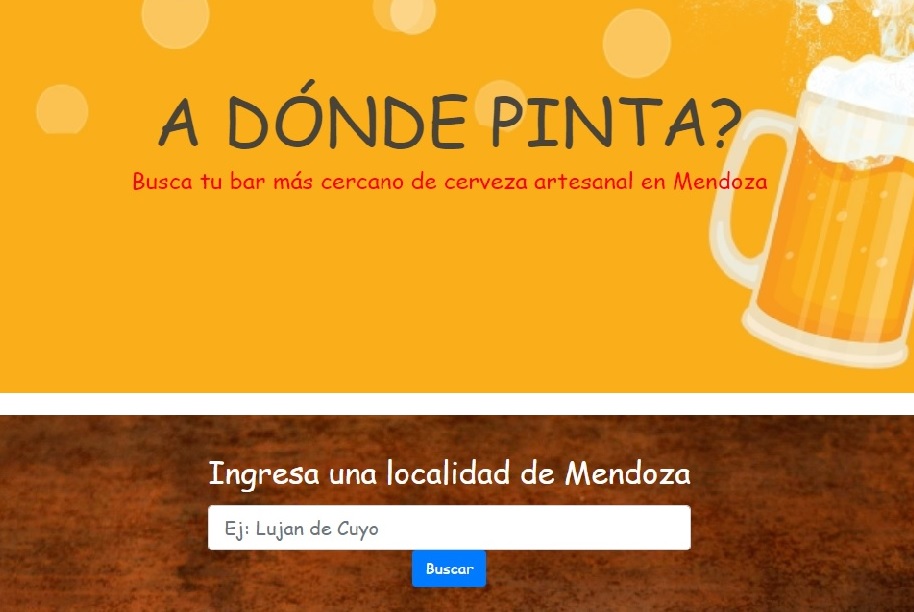 A DÓNDE PINTA?
Busca tu bar más cercano de cerveza artesanal en Mendoza
Ingresa una localidad de Mendoza
Ej: Lujan de Cuyo
Buscar